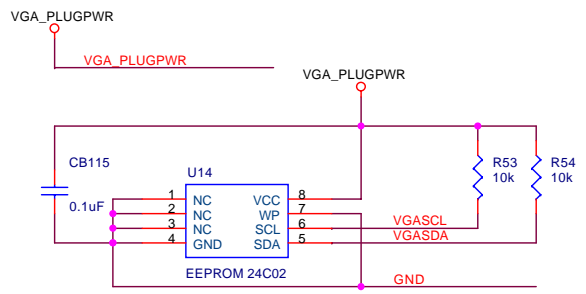 VGA_PLUGPWR
VGA_PLUGPWR
VGA_PLUGPWR
CB115
0.1uF
U14
1 NC VCC 8
2 NC WP 7
3 NC SCL 6
4 GND SDA 5
EEPROM 24C02
R53
10k
R54
10k
VGASCL
VGASDA
GND